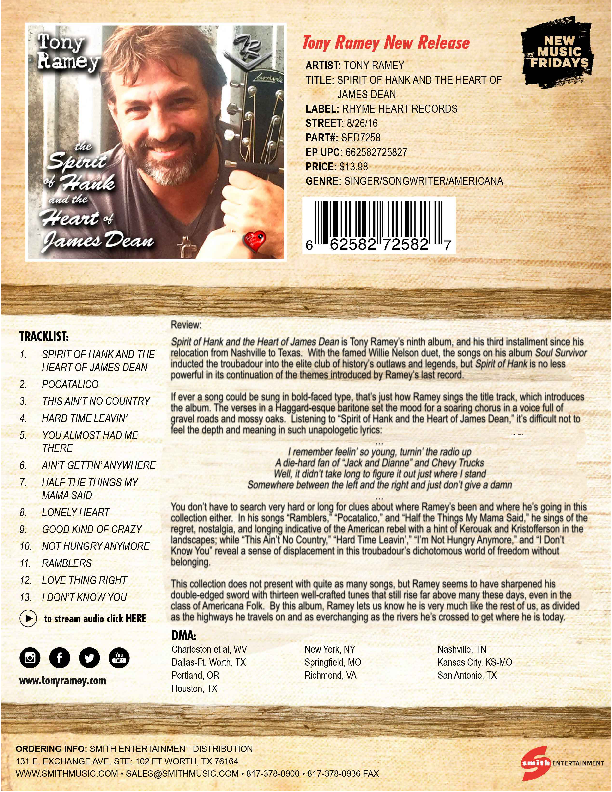 Tony
Ramey
the
Spirit
of Hank
and the
Heart of
James Dean
Tony Ramey New Release
NEW
MUSIC
FRIDAYS
ARTIST: TONY RAMEY
TITLE: SPIRIT OF HANK AND THE HEART OF
JAMES DEAN
LABEL: RHYME HEART RECORDS
STREET: 8/26/16
PART#: SED7258
EP UPC: 662582725827
PRICE: $13.98
GENRE: SINGER/SONGWRITER/AMERICANA
6 62582 72582 7
TRACKLIST:
1. SPIRIT OF HANK AND THE
HEART OF JAMES DEAN
2. POCATALICO
3. THIS AIN'T NO COUNTRY
4. HARD TIME LEAVIN'
5. YOU ALMOST HAD ME
THERE
6. AIN'T GETTIN' ANYWHERE
7. HALF THE THINGS MY
MAMA SAID
8. LONELY HEART
9. GOOD KIND OF CRAZY
10. NOT HUNGRY ANYMORE
11. RAMBLERS
12. LOVE THING RIGHT
13. I DON'T KNOW YOU
to stream audio click HERE
You
www.tonyramey.com
Review:
Spirit of Hank and the Heart of James Dean is Tony Ramey's ninth album, and his third installment since his
relocation from Nashville to Texas. With the famed Willie Nelson duet, the songs on his album Soul Survivor
inducted the troubadour into the elite club of history's outlaws and legends, but Spirit of Hank is no less
powerful in its continuation of the themes introduced by Ramey's last record.
If ever a song could be sung in bold-faced type, that's just how Ramey sings the title track, which introduces
the album. The verses in a Haggard-esque baritone set the mood for a soaring chorus in a voice full of
gravel roads and mossy oaks. Listening to "Spirit of Hank and the Heart of James Dean," it's difficult not to
feel the depth and meaning in such unapologetic lyrics:
...
I remember feelin' so young, turnin' the radio up
A die-hard fan of "Jack and Dianne" and Chevy Trucks
Well, it didn't take long to figure it out just where I stand
Somewhere between the left and the right and just don't give a damn
...
You don't have to search very hard or long for clues about where Ramey's been and where he's going in this
collection either. In his songs "Ramblers," "Pocatalico," and "Half the Things My Mama Said," he sings of the
regret, nostalgia, and longing indicative of the American rebel with a hint of Kerouak and Kristofferson in the
landscapes; while "This Ain't No Country," "Hard Time Leavin'," "I'm Not Hungry Anymore," and "I Don't
Know You" reveal a sense of displacement in this troubadour's dichotomous world of freedom without
belonging.
This collection does not present with quite as many songs, but Ramey seems to have sharpened his
double-edged sword with thirteen well-crafted tunes that still rise far above many these days, even in the
class of Americana Folk. By this album, Ramey lets us know he is very much like the rest of us, as divided
as the highways he travels on and as everchanging as the rivers he's crossed to get where he is today.
DMA:
Charleston et al, WV
Dallas-Ft. Worth, TX
Portland, OR
Houston, TX
New York, NY
Springfield, MO
Richmond, VA
Nashville, TN
Kansas City, KS-MO
San Antonio, TX
ORDERING INFO: SMITH ENTERTAINMENT DISTRIBUTION
131 E. EXCHANGE AVE, STE: 102 FT WORTH, TX 76164
WWW.SMITHMUSIC.COM • SALES@SMITHMUSIC.COM • 817-378-0900 • 817-378-0906 FAX
smith ENTERTAINMENT